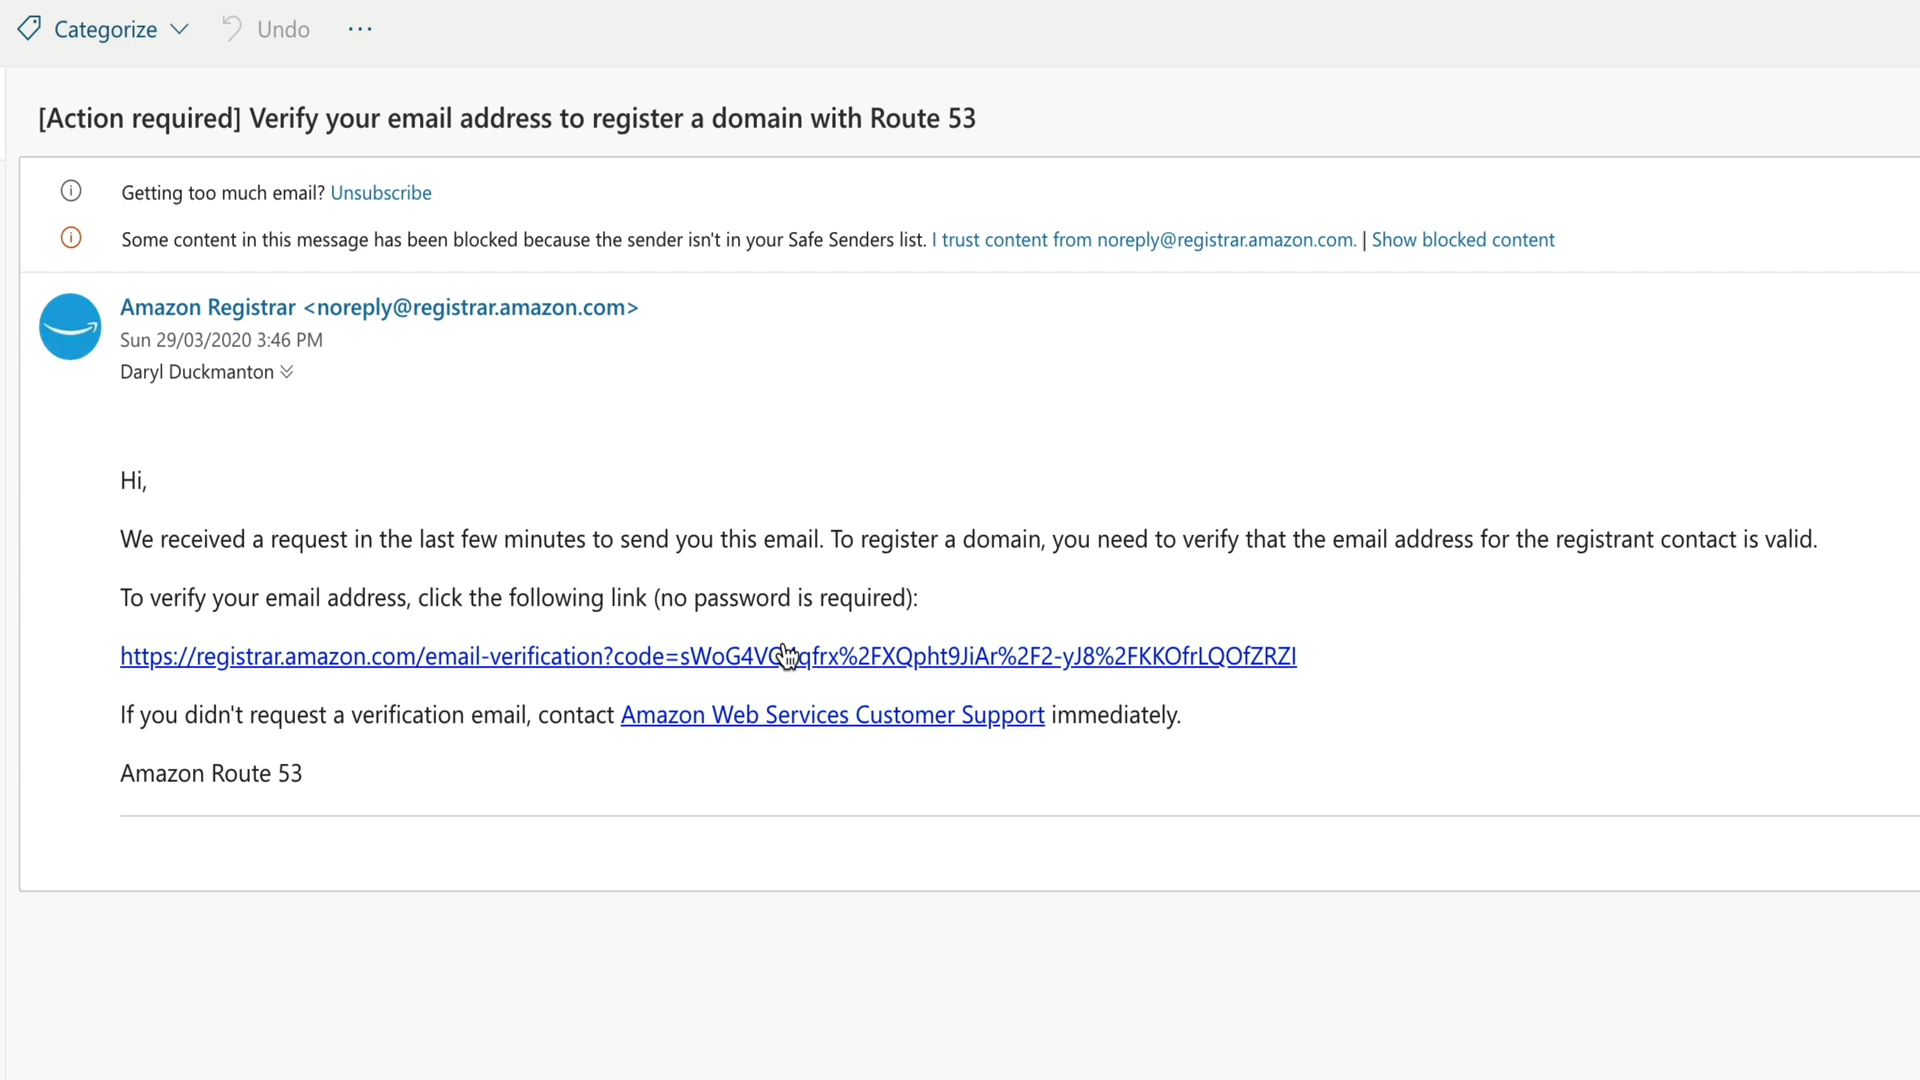 Categorize Undo ...
[Action required] Verify your email address to register a domain with Route 53
Getting too much email? Unsubscribe
Some content in this message has been blocked because the sender isn't in your Safe Senders list. I trust content from noreply@registrar.amazon.com. | Show blocked content
Amazon Registrar <noreply@registrar.amazon.com>
Sun 29/03/2020 3:46 PM
Daryl Duckmanton
Hi,
We received a request in the last few minutes to send you this email. To register a domain, you need to verify that the email address for the registrant contact is valid.
To verify your email address, click the following link (no password is required):
If you didn't request a verification email, contact Amazon Web Services Customer Support immediately.
Amazon Route 53